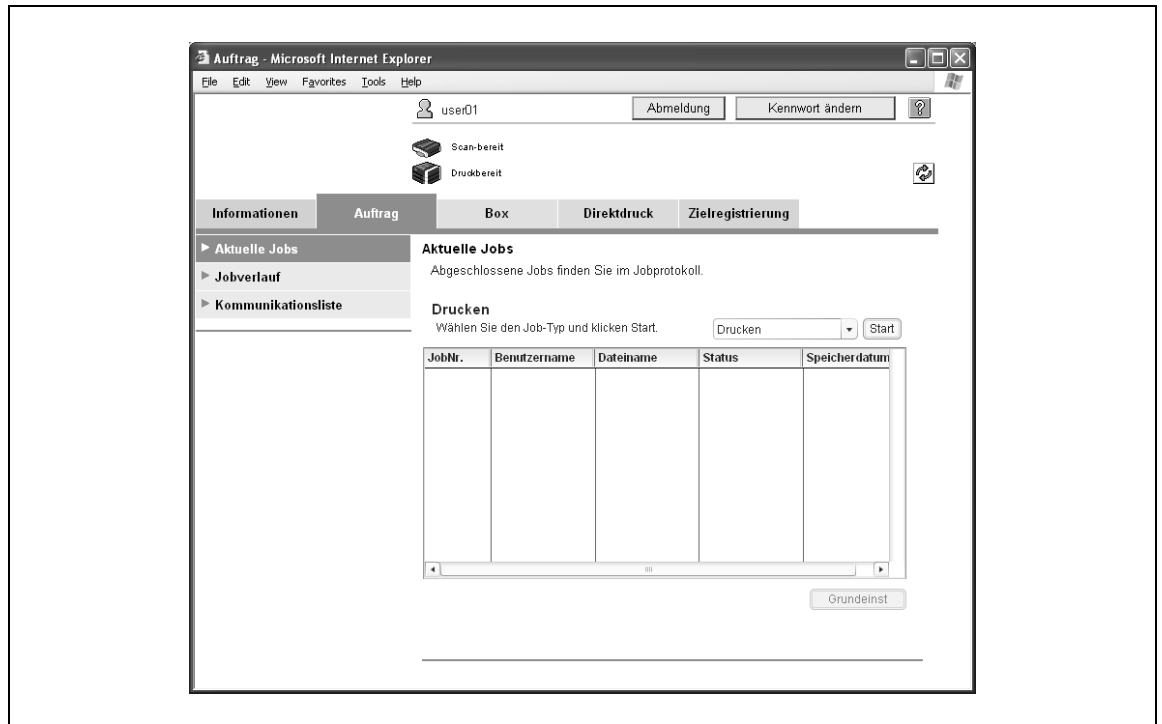 Auftrag - Microsoft Internet Explorer
File Edit View Favorites Tools Help
user01 Abmeldung Kennwort ändern ?
Scan-bereit
Druckbereit
Informationen Auftrag Box Direktdruck Zielregistrierung
Aktuelle Jobs
Jobverlauf
Kommunikationsliste
Aktuelle Jobs
Abgeschlossene Jobs finden Sie im Jobprotokoll.
Drucken
Wählen Sie den Job-Typ und klicken Start. Drucken Start
JobNr. Benutzername Dateiname Status Speicherdatum
Grundeinst